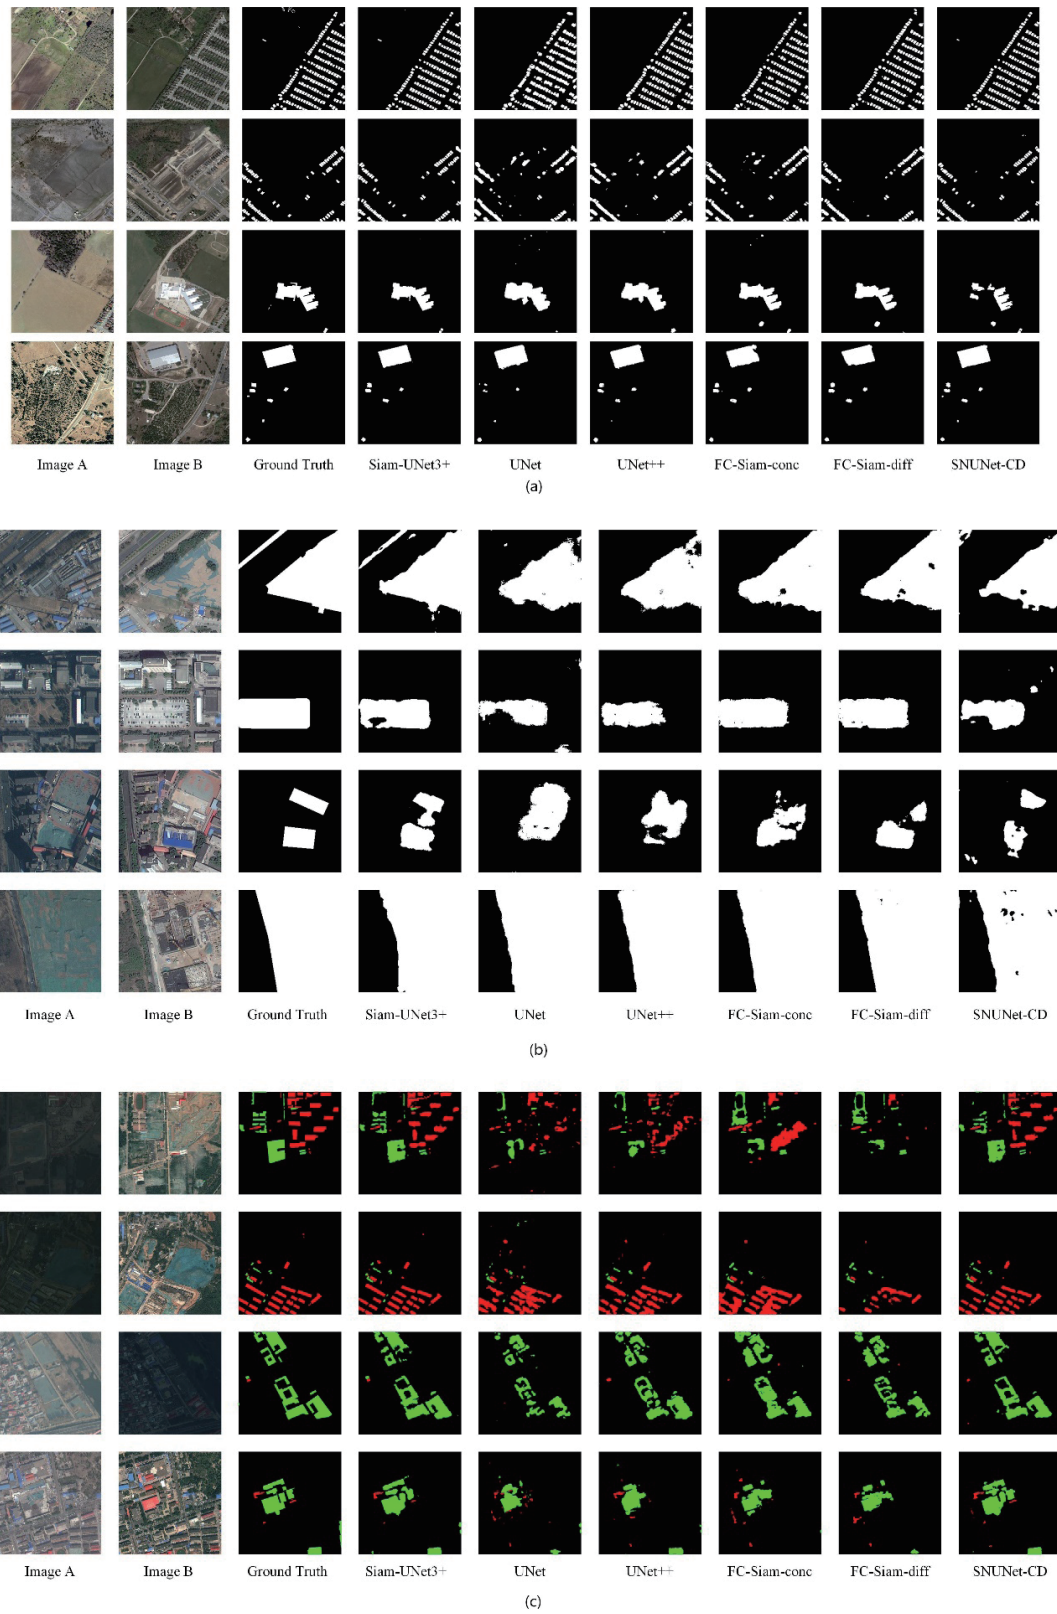 Image A Image B Ground Truth Siam-UNet3+ UNet UNet++ FC-Siam-conc FC-Siam-diff SNUNet-CD
(a)
Image A Image B Ground Truth Siam-UNet3+ UNet UNet++ FC-Siam-conc FC-Siam-diff SNUNet-CD
(b)
Image A Image B Ground Truth Siam-UNet3+ UNet UNet++ FC-Siam-conc FC-Siam-diff SNUNet-CD
(c)